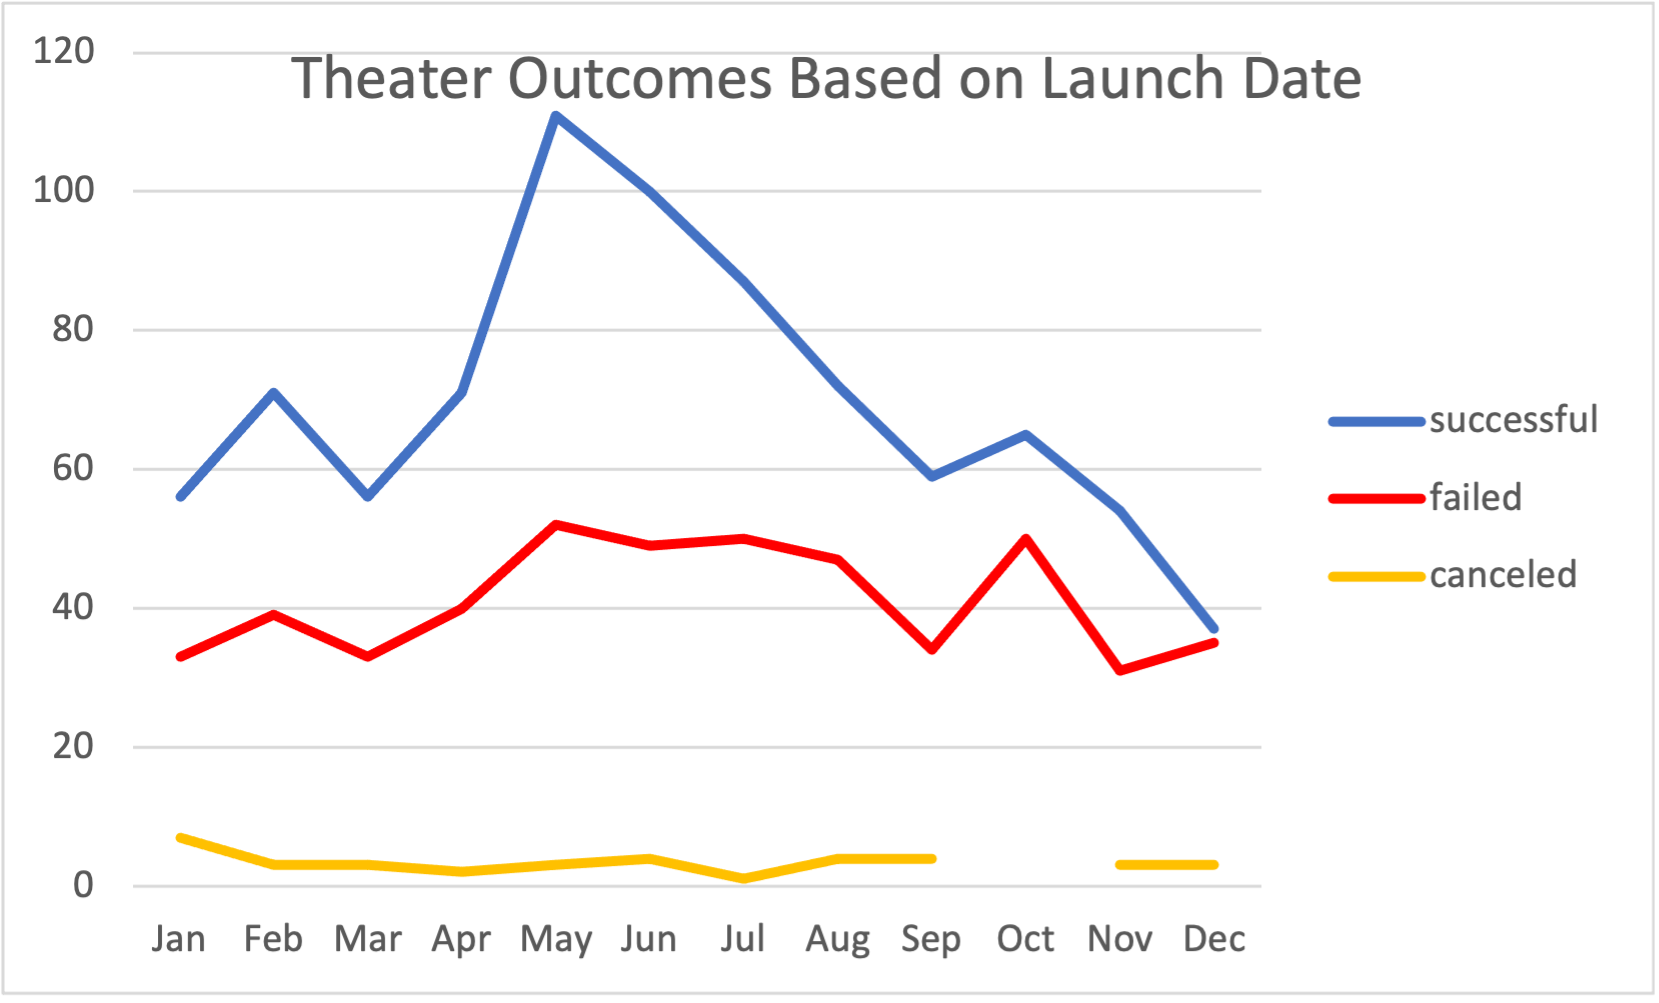 Theater Outcomes Based on Launch Date
120
100
80
60
40
20
0
Jan Feb Mar Apr May Jun Jul Aug Sep Oct Nov Dec
successful
failed
canceled